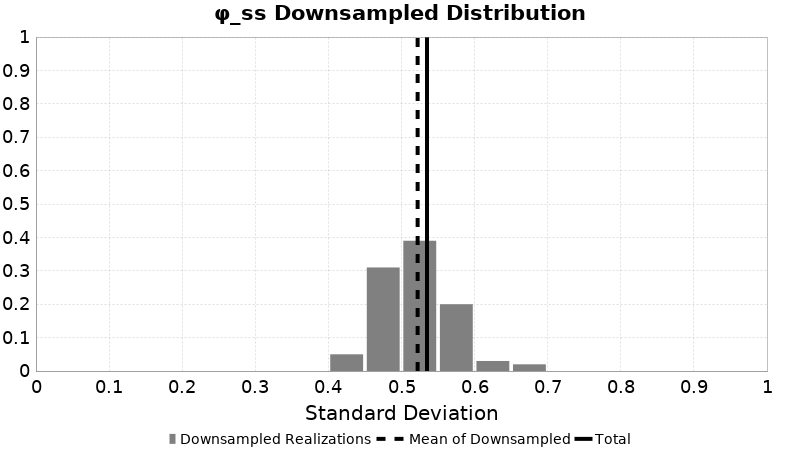 φ_ss Downsampled Distribution
1
0.9
0.8
0.7
0.6
0.5
0.4
0.3
0.2
0.1
0
0 0.1 0.2 0.3 0.4 0.5 0.6 0.7 0.8 0.9 1
Standard Deviation
Downsampled Realizations Mean of Downsampled Total